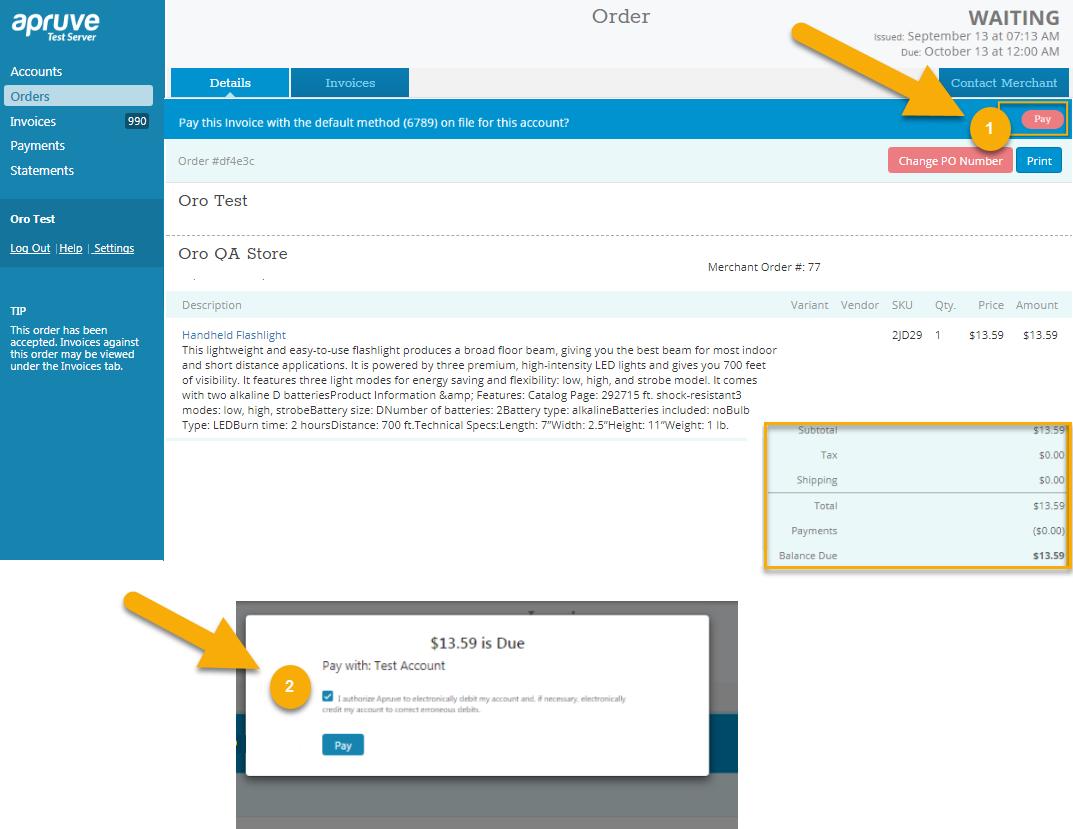 apruve
Test Server
Accounts
Orders
Invoices 990
Payments
Statements
Oro Test
Log Out | Help | Settings
TIP
This order has been
accepted. Invoices against
this order may be viewed
under the Invoices tab.
Order
WAITING
Issued: September 13 at 07:13 AM
Due: October 13 at 12:00 AM
Details Invoices Contact Merchant
Pay this Invoice with the default method (6789) on file for this account?
1
Pay
Order #df4e3c
Change PO Number Print
Oro Test
Oro QA Store
Merchant Order #: 77
Description Variant Vendor SKU Qty. Price Amount
Handheld Flashlight 2JD29 1 $13.59 $13.59
This lightweight and easy-to-use flashlight produces a broad floor beam, giving you the best beam for most indoor
and short distance applications. It is powered by three premium, high-intensity LED lights and gives you 700 feet
of visibility. It features three light modes for energy saving and flexibility: low, high, and strobe model. It comes
with two alkaline D batteriesProduct Information &amp; Features: Catalog Page: 292715 ft. shock-resistant3
modes: low, high, strobeBattery size: DNumber of batteries: 2Battery type: alkalineBatteries included: noBulb
Type: LEDBurn time: 2 hoursDistance: 700 ft.Technical Specs:Length: 7"Width: 2.5"Height: 11"Weight: 1 lb.
Subtotal $13.59
Tax $0.00
Shipping $0.00
Total $13.59
Payments ($0.00)
Balance Due $13.59
$13.59 is Due
Pay with: Test Account
2
I authorize Apruve to electronically debit my account and, if necessary, electronically
credit my account to correct erroneous debits.
Pay